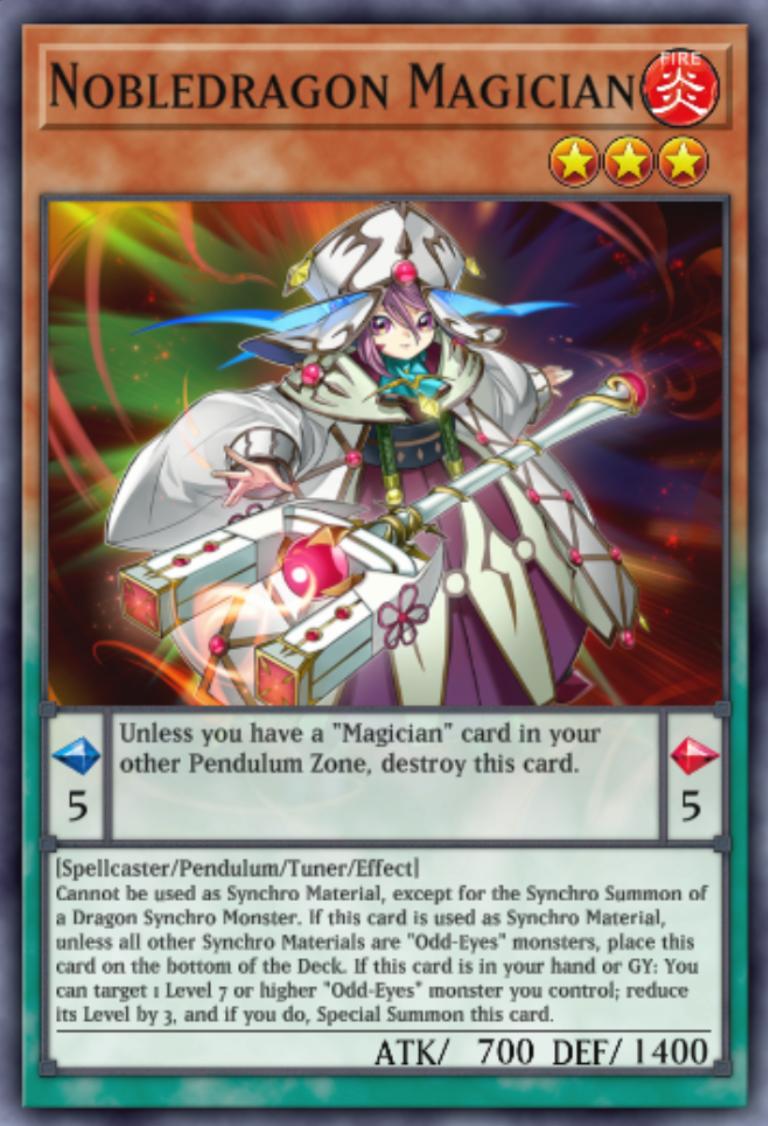 NOBLEDRAGON MAGICIAN
FIRE
炎
Unless you have a "Magician" card in your
other Pendulum Zone, destroy this card.
5
5
[Spellcaster/Pendulum/Tuner/Effect]
Cannot be used as Synchro Material, except for the Synchro Summon of
a Dragon Synchro Monster. If this card is used as Synchro Material,
unless all other Synchro Materials are "Odd-Eyes" monsters, place this
card on the bottom of the Deck. If this card is in your hand or GY: You
can target 1 Level 7 or higher "Odd-Eyes" monster you control; reduce
its Level by 3, and if you do, Special Summon this card.
ATK/ 700 DEF/ 1400